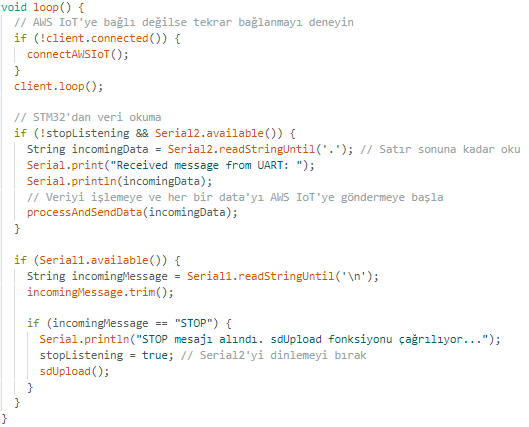 void loop() {
  // AWS IoT'ye bağlı değilse tekrar bağlanmayı deneyin
  if (!client.connected()) {
    connectAWSIoT();
  }
  client.loop();

  // STM32'dan veri okuma
  if (!stopListening && Serial2.available()) {
    String incomingData = Serial2.readStringUntil('.'); // Satır sonuna kadar oku
    Serial.print("Received message from UART: ");
    Serial.println(incomingData);
    // Veriyi işlemeye ve her bir data'yı AWS IoT'ye göndermeye başla
    processAndSendData(incomingData);
  }

  if (Serial1.available()) {
    String incomingMessage = Serial1.readStringUntil('\n');
    incomingMessage.trim();

    if (incomingMessage == "STOP") {
      Serial.println("STOP mesajı alındı. sdUpload fonksiyonu çağrılıyor...");
      stopListening = true; // Serial2'yi dinlemeyi bırak
      sdUpload();
    }
  }
}